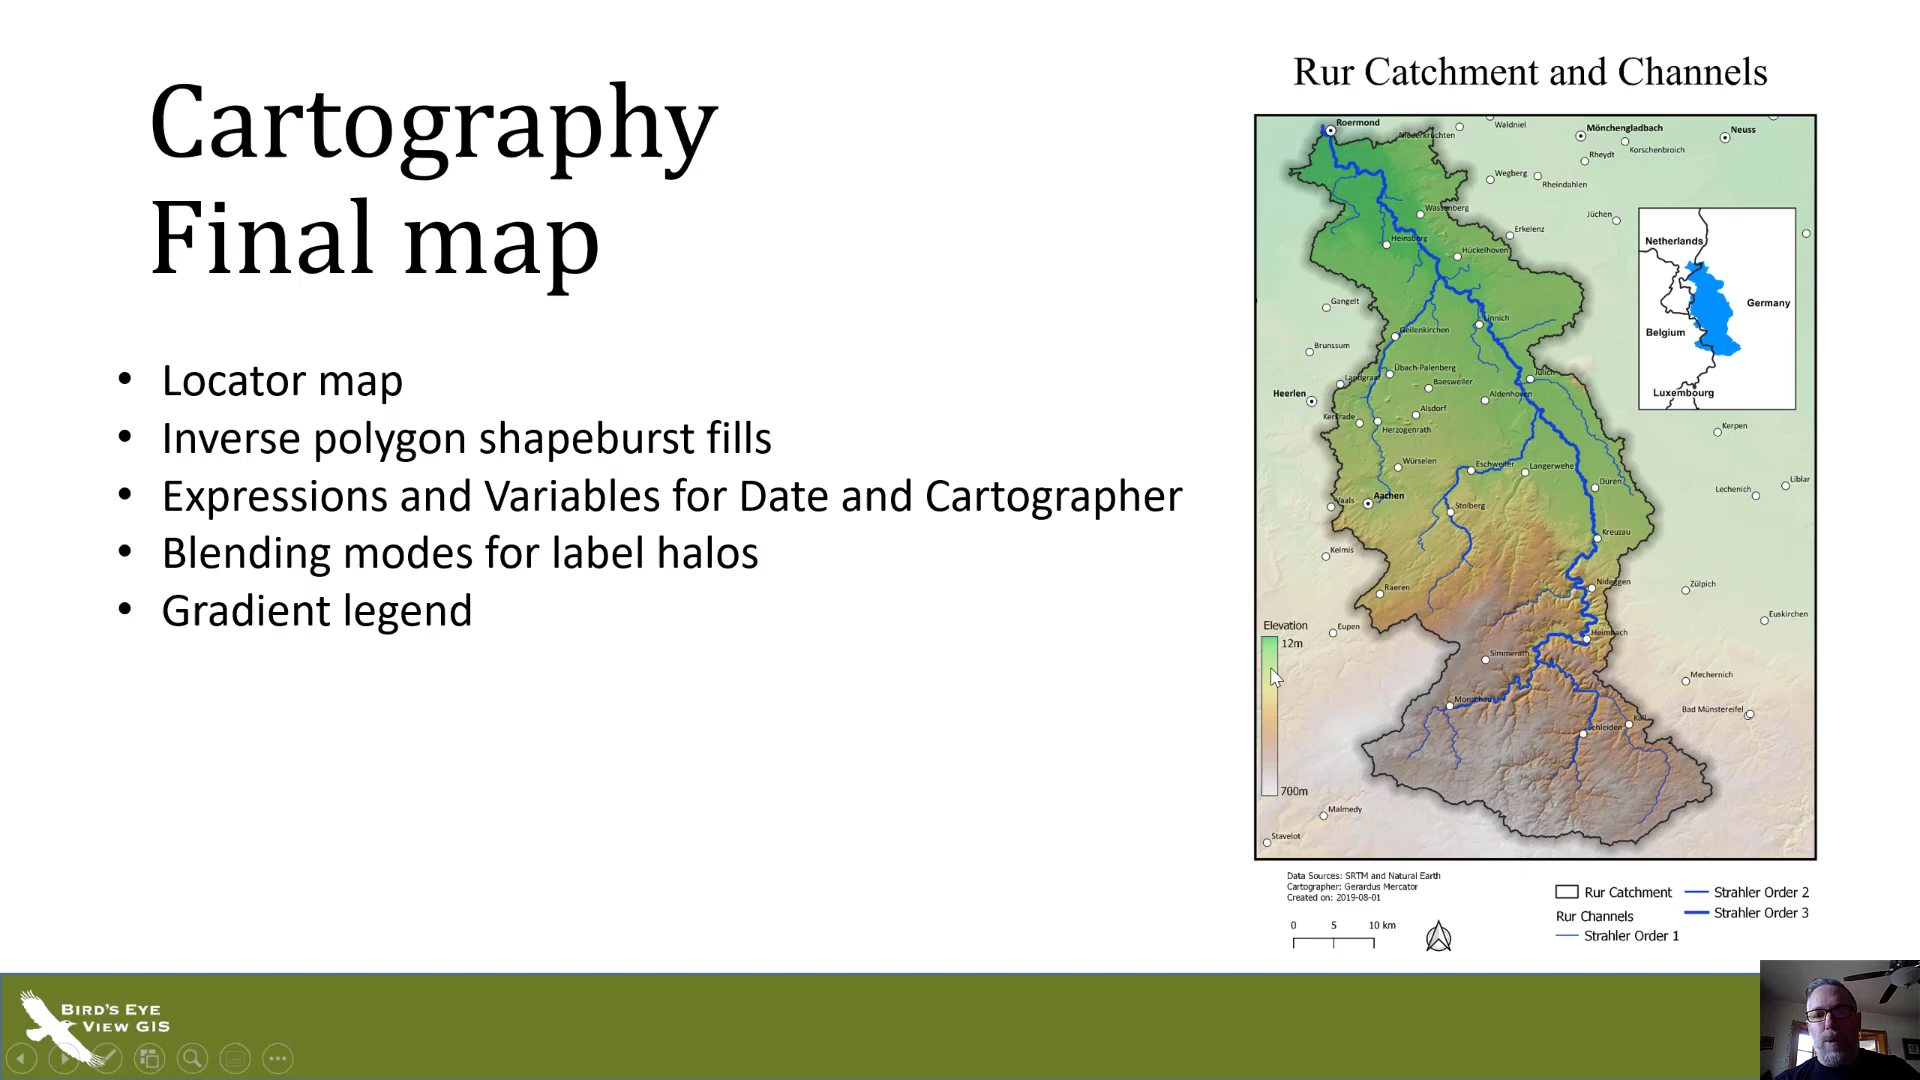 Cartography
Final map
• Locator map
• Inverse polygon shapeburst fills
• Expressions and Variables for Date and Cartographer
• Blending modes for label halos
• Gradient legend
Rur Catchment and Channels
Roermond
Niederkrüchten
Waldniel
Mönchengladbach
Neuss
Rheydt
Korschenbroich
Wegberg
Rheindahlen
Wassenberg
Jüchen
Erkelenz
Heinsberg
Hückelhoven
Netherlands
Germany
Belgium
Luxembourg
Gangelt
Linnich
Geilenkirchen
Brunssum
Übach-Palenberg
Landgraaf
Baesweiler
Jülich
Heerlen
Aldenhoven
Alsdorf
Kerkrade
Herzogenrath
Kerpen
Würselen
Eschweiler
Langerwehe
Düren
Liblar
Lechenich
Vaals
Aachen
Stolberg
Kreuzau
Kelmis
Raeren
Nideggen
Zülpich
Euskirchen
Eupen
Heimbach
Elevation
12m
Simmerath
Mechernich
Monschau
Bad Münstereifel
Kall
Schleiden
700m
Malmedy
Stavelot
Data Sources: SRTM and Natural Earth
Cartographer: Gerardus Mercator
Created on: 2019-08-01
0 5 10 km
Rur Catchment
Rur Channels
Strahler Order 1
Strahler Order 2
Strahler Order 3
BIRD'S EYE
VIEW GIS